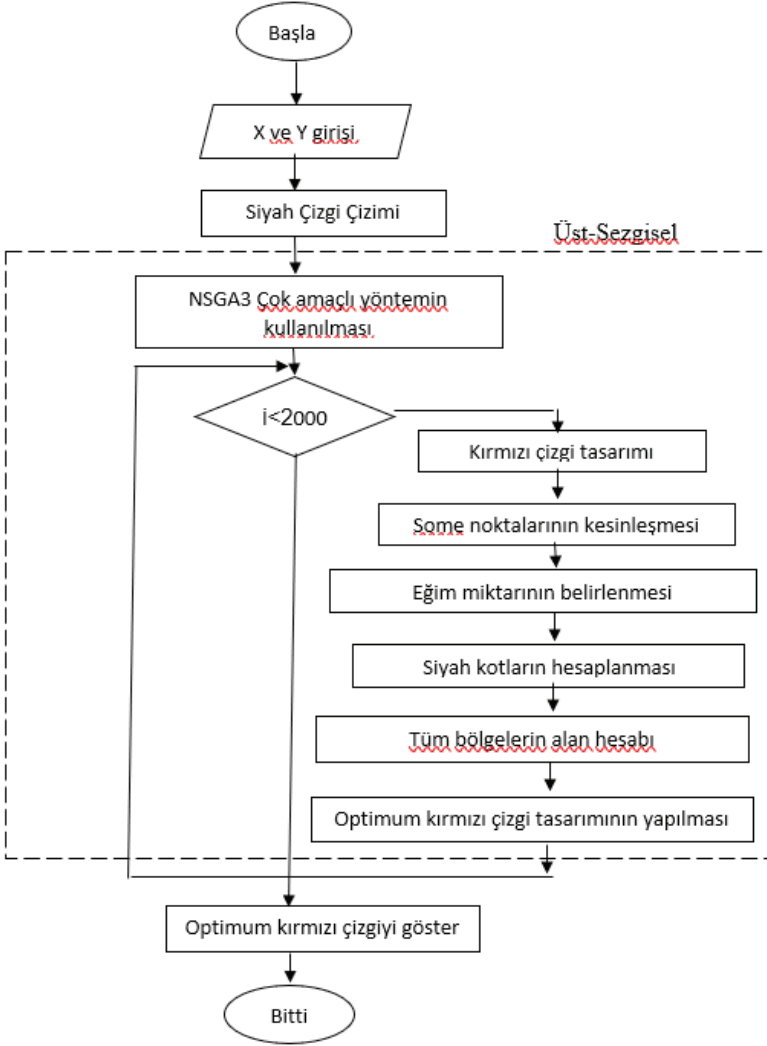 Başla
X ve Y girişi
Siyah Çizgi Çizimi
Üst-Sezgisel
NSGA3 Çok amaçlı yöntemin
kullanılması
i<2000
Kırmızı çizgi tasarımı
Some noktalarının kesinleşmesi
Eğim miktarının belirlenmesi
Siyah kotların hesaplanması
Tüm bölgelerin alan hesabı
Optimum kırmızı çizgi tasarımının yapılması
Optimum kırmızı çizgiyi göster
Bitti